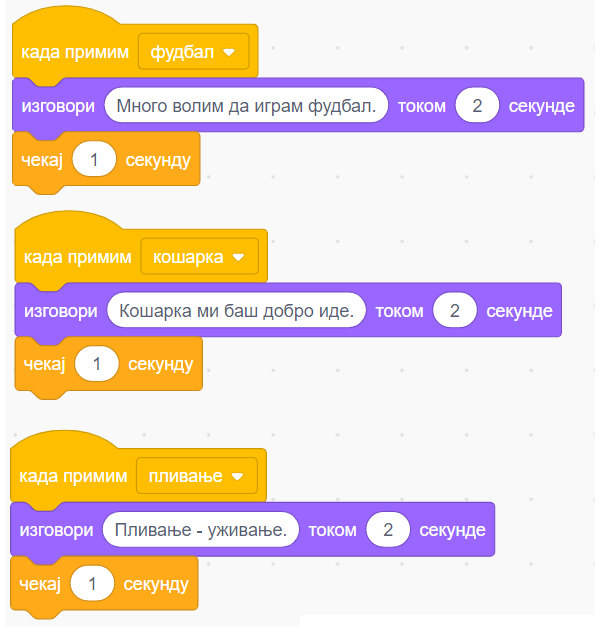 када примим фудбал
изговори Много волим да играм фудбал. током 2 секунде
чекај 1 секунду
када примим кошарка
изговори Кошарка ми баш добро иде. током 2 секунде
чекај 1 секунду
када примим пливање
изговори Пливање - уживање. током 2 секунде
чекај 1 секунду